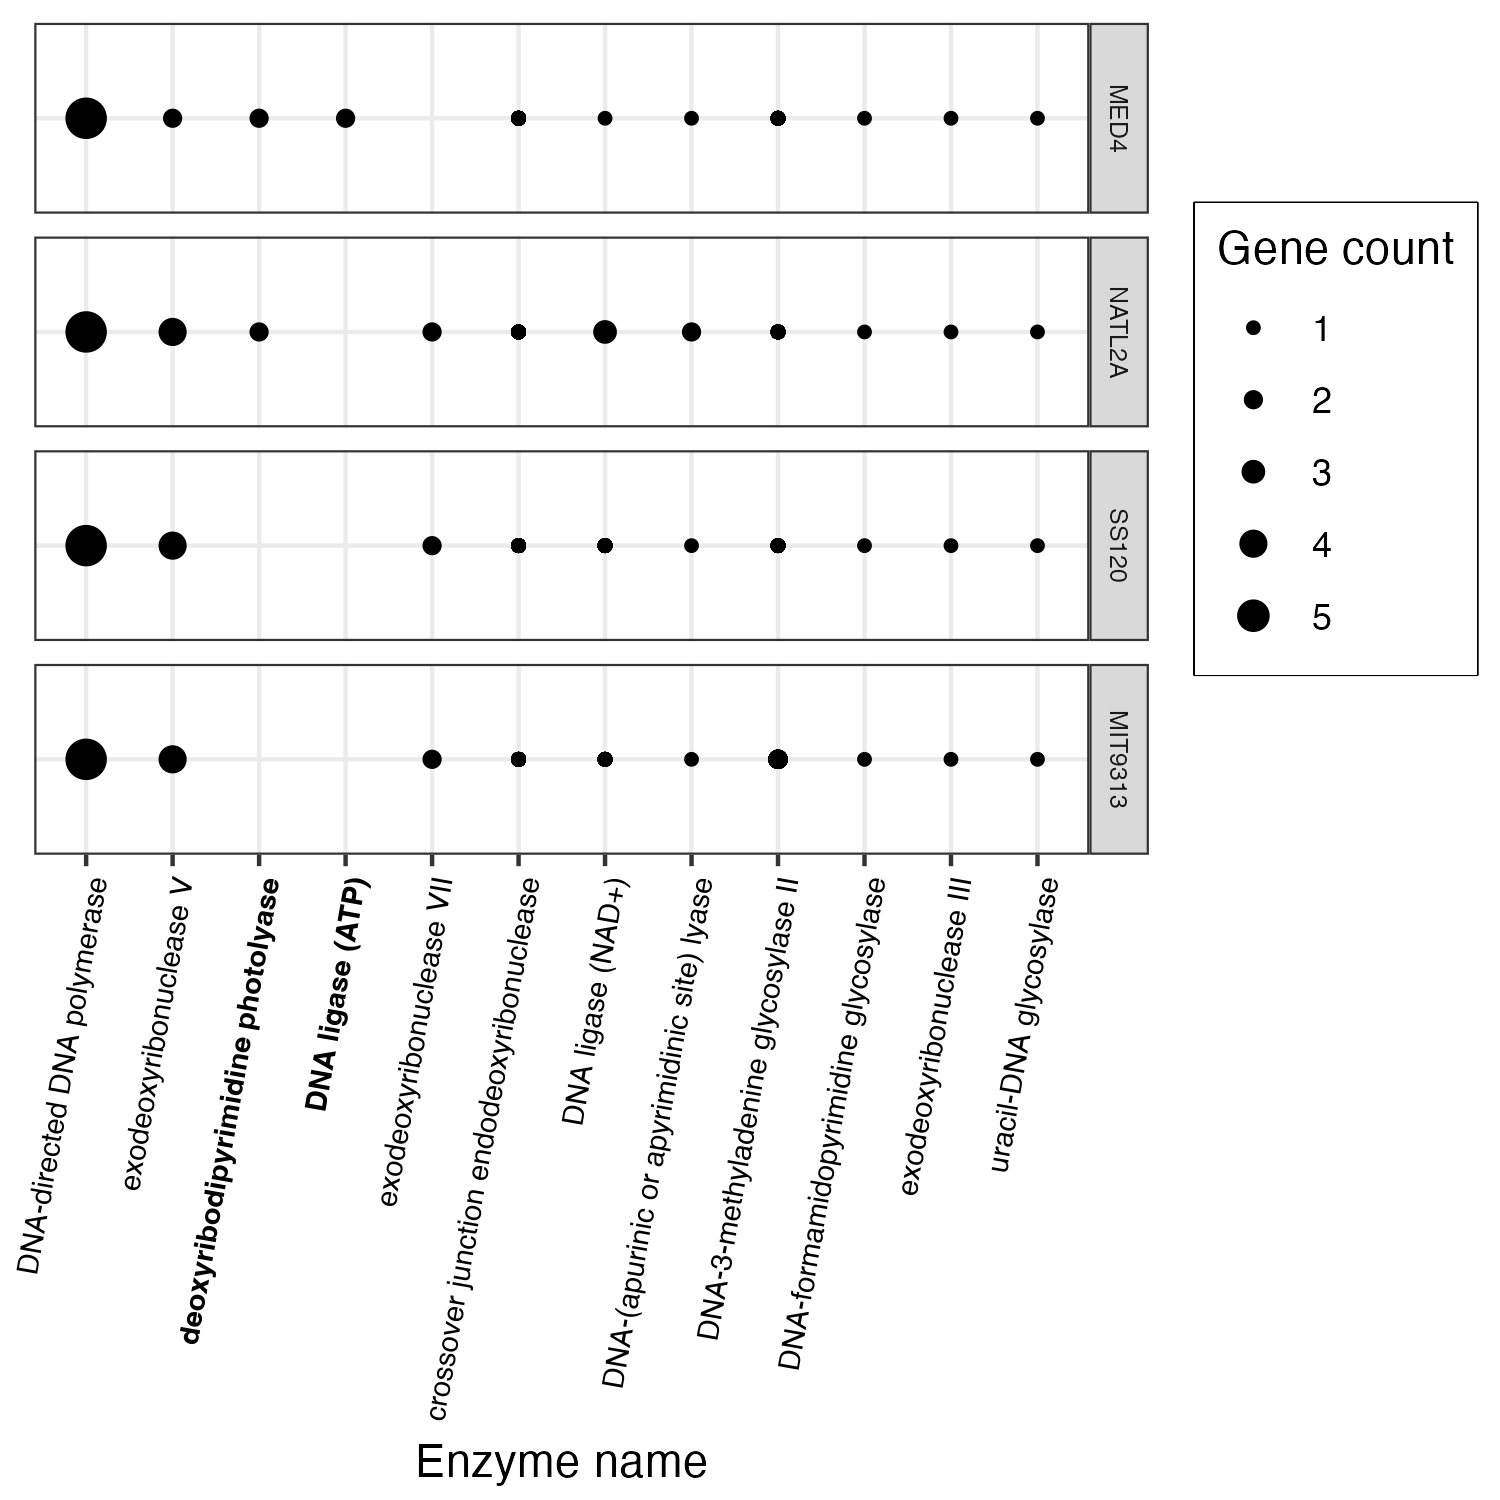 MED4
NATL2A
SS120
MIT9313
Gene count
1
2
3
4
5
DNA-directed DNA polymerase
exodeoxyribonuclease V
deoxyribodipyrimidine photolyase
DNA ligase (ATP)
exodeoxyribonuclease VII
crossover junction endodeoxyribonuclease
DNA ligase (NAD+)
DNA-(apurinic or apyrimidinic site) lyase
DNA-3-methyladenine glycosylase II
DNA-formamidopyrimidine glycosylase
exodeoxyribonuclease III
uracil-DNA glycosylase
Enzyme name